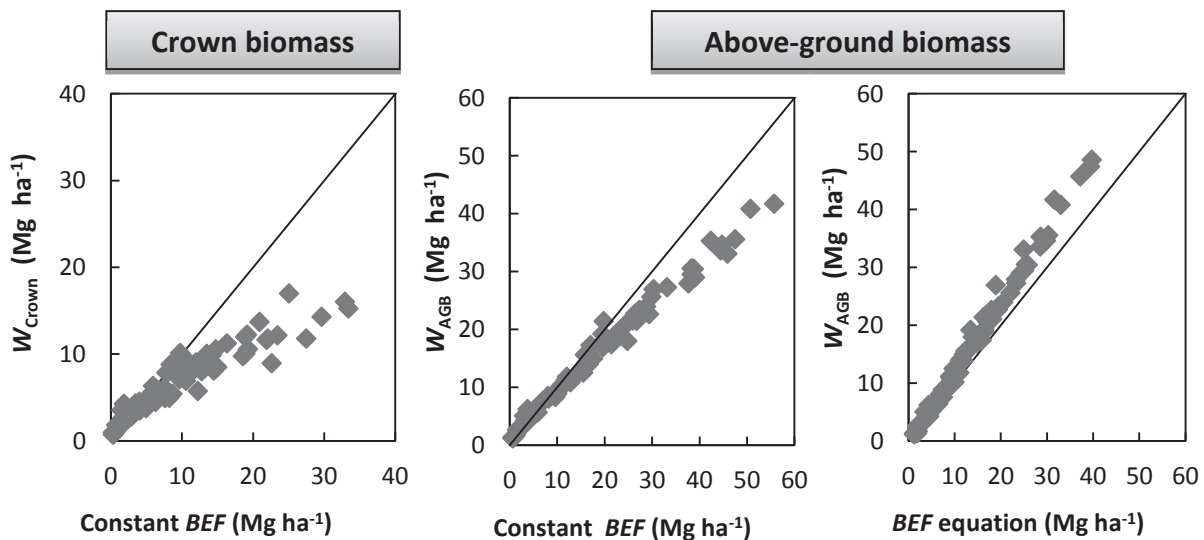 Crown biomass
Above-ground biomass
40
30
20
10
0
W_Crown (Mg ha⁻¹)
0 10 20 30 40
Constant BEF (Mg ha⁻¹)
60
50
40
30
20
10
0
W_AGB (Mg ha⁻¹)
0 10 20 30 40 50 60
Constant BEF (Mg ha⁻¹)
60
50
40
30
20
10
0
W_AGB (Mg ha⁻¹)
0 10 20 30 40 50 60
BEF equation (Mg ha⁻¹)